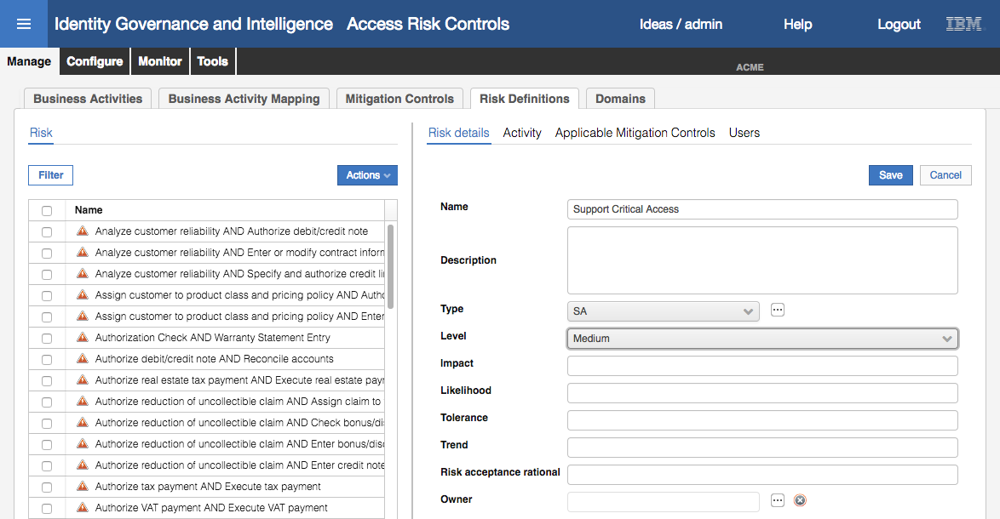 Identity Governance and Intelligence Access Risk Controls Ideas / admin Help Logout IBM
Manage Configure Monitor Tools ACME
Business Activities Business Activity Mapping Mitigation Controls Risk Definitions Domains
Risk
Filter Actions
Name
Analyze customer reliability AND Authorize debit/credit note
Analyze customer reliability AND Enter or modify contract inform
Analyze customer reliability AND Specify and authorize credit li
Assign customer to product class and pricing policy AND Autho
Assign customer to product class and pricing policy AND Enter
Authorization Check AND Warranty Statement Entry
Authorize debit/credit note AND Reconcile accounts
Authorize real estate tax payment AND Execute real estate payr
Authorize reduction of uncollectible claim AND Assign claim to
Authorize reduction of uncollectible claim AND Check bonus/di
Authorize reduction of uncollectible claim AND Enter bonus/disc
Authorize reduction of uncollectible claim AND Enter credit note
Authorize tax payment AND Execute tax payment
Authorize VAT payment AND Execute VAT payment
Risk details Activity Applicable Mitigation Controls Users
Save Cancel
Name Support Critical Access
Description
Type SA ...
Level Medium
Impact
Likelihood
Tolerance
Trend
Risk acceptance rational
Owner ...